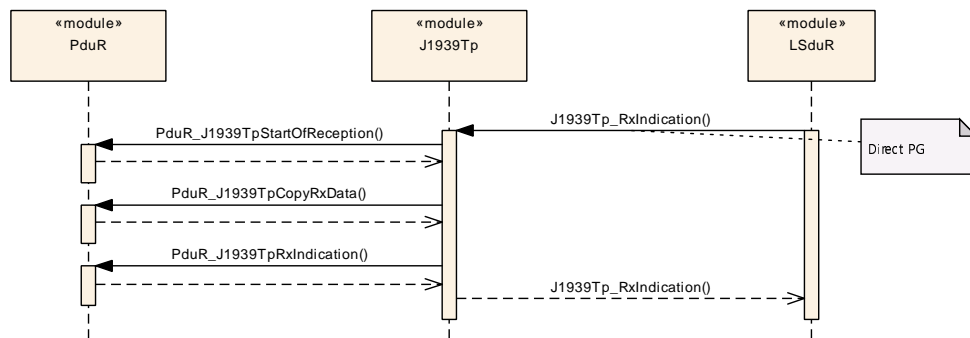 «module»
PduR
«module»
J1939Tp
«module»
LSduR
J1939Tp_RxIndication()
PduR_J1939TpStartOfReception()
Direct PG
PduR_J1939TpCopyRxData()
PduR_J1939TpRxIndication()
J1939Tp_RxIndication()